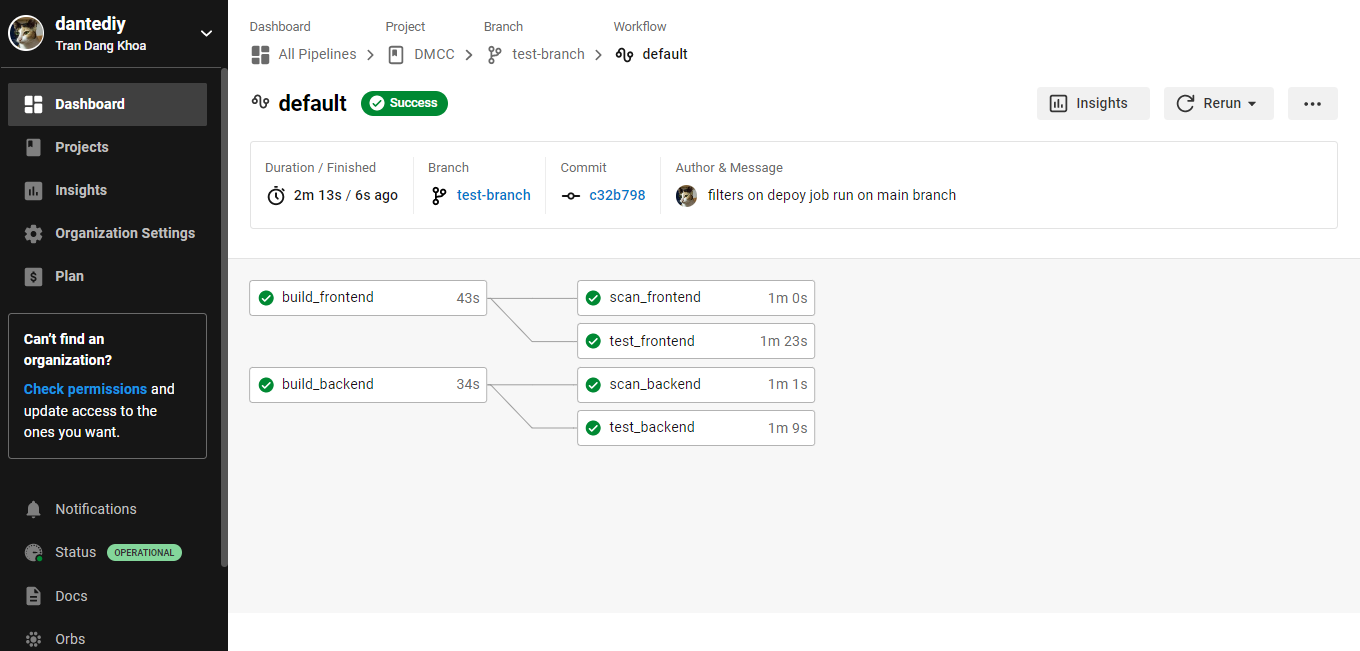 dantediy
Tran Dang Khoa
Dashboard
Projects
Insights
Organization Settings
Plan
Can't find an
organization?
Check permissions and
update access to the
ones you want.
Notifications
Status OPERATIONAL
Docs
Orbs
Dashboard Project Branch Workflow
All Pipelines DMCC test-branch default
default Success Insights Rerun
Duration / Finished Branch Commit Author & Message
2m 13s / 6s ago test-branch c32b798 filters on depoy job run on main branch
build_frontend 43s scan_frontend 1m 0s
test_frontend 1m 23s
build_backend 34s scan_backend 1m 1s
test_backend 1m 9s